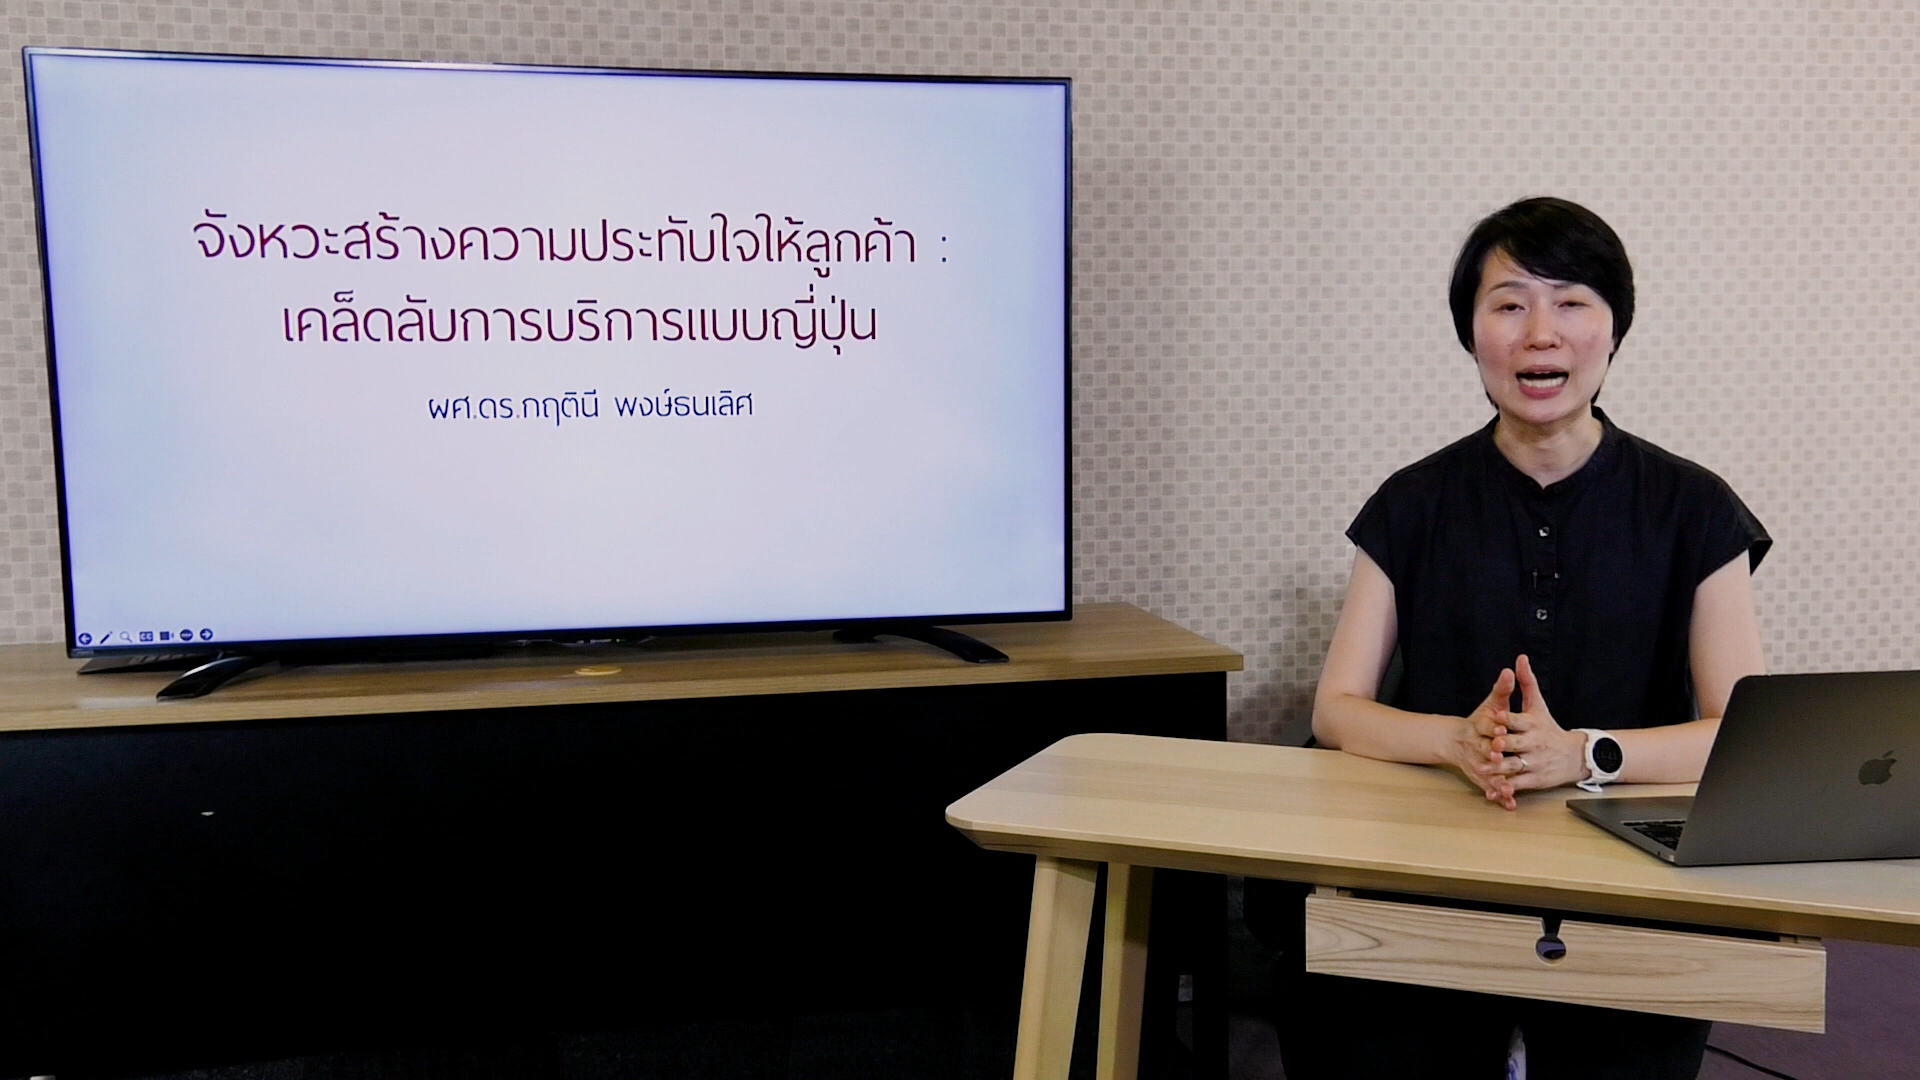 จังหวะสร้างความประทับใจให้ลูกค้า :
เคล็ดลับการบริการแบบญี่ปุ่น
ผศ.ดร.กฤตินี พงษ์ธนเลิศ